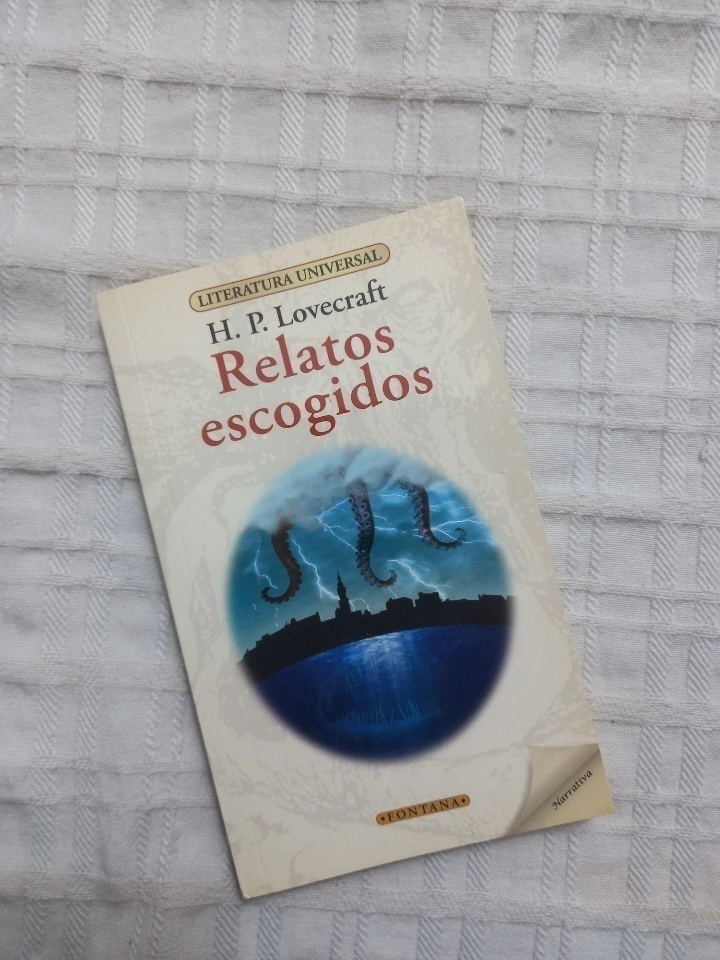 LITERATURA UNIVERSAL
H. P. Lovecraft
Relatos
escogidos
•FONTANA•
Narrativa